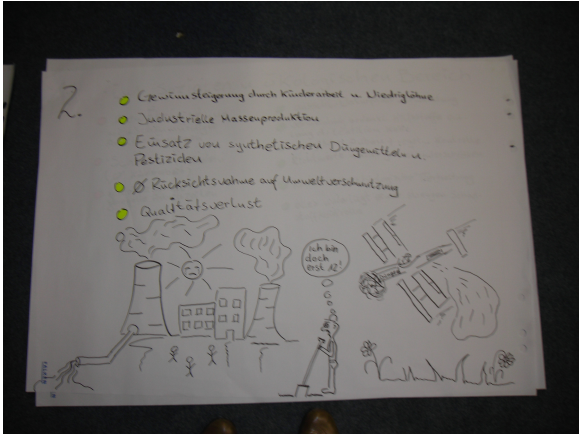 2.
Gewinnsteigerung durch Kinderarbeit u. Niedriglöhne
Industrielle Massenproduktion
Einsatz von synthetischen Düngemitteln u.
Pestiziden
Ø Rücksichtsnahme auf Umweltverschmutzung
Qualitätsverlust
ich bin
doch
erst 12!